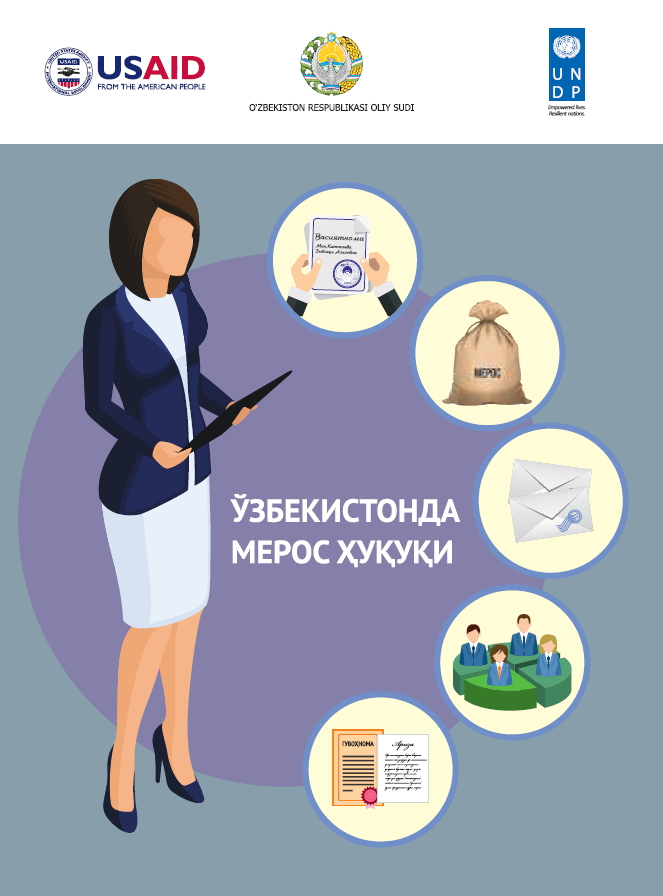 USAID
FROM THE AMERICAN PEOPLE
O'ZBEKISTON RESPUBLIKASI OLIY SUDI
U N
D P
Empowered lives.
Resilient nations.
Васиятнома
МЕРОС
ЎЗБЕКИСТОНДА
МЕРОС ҲУҚУҚИ
ГУВОҲНОМА
Ариза